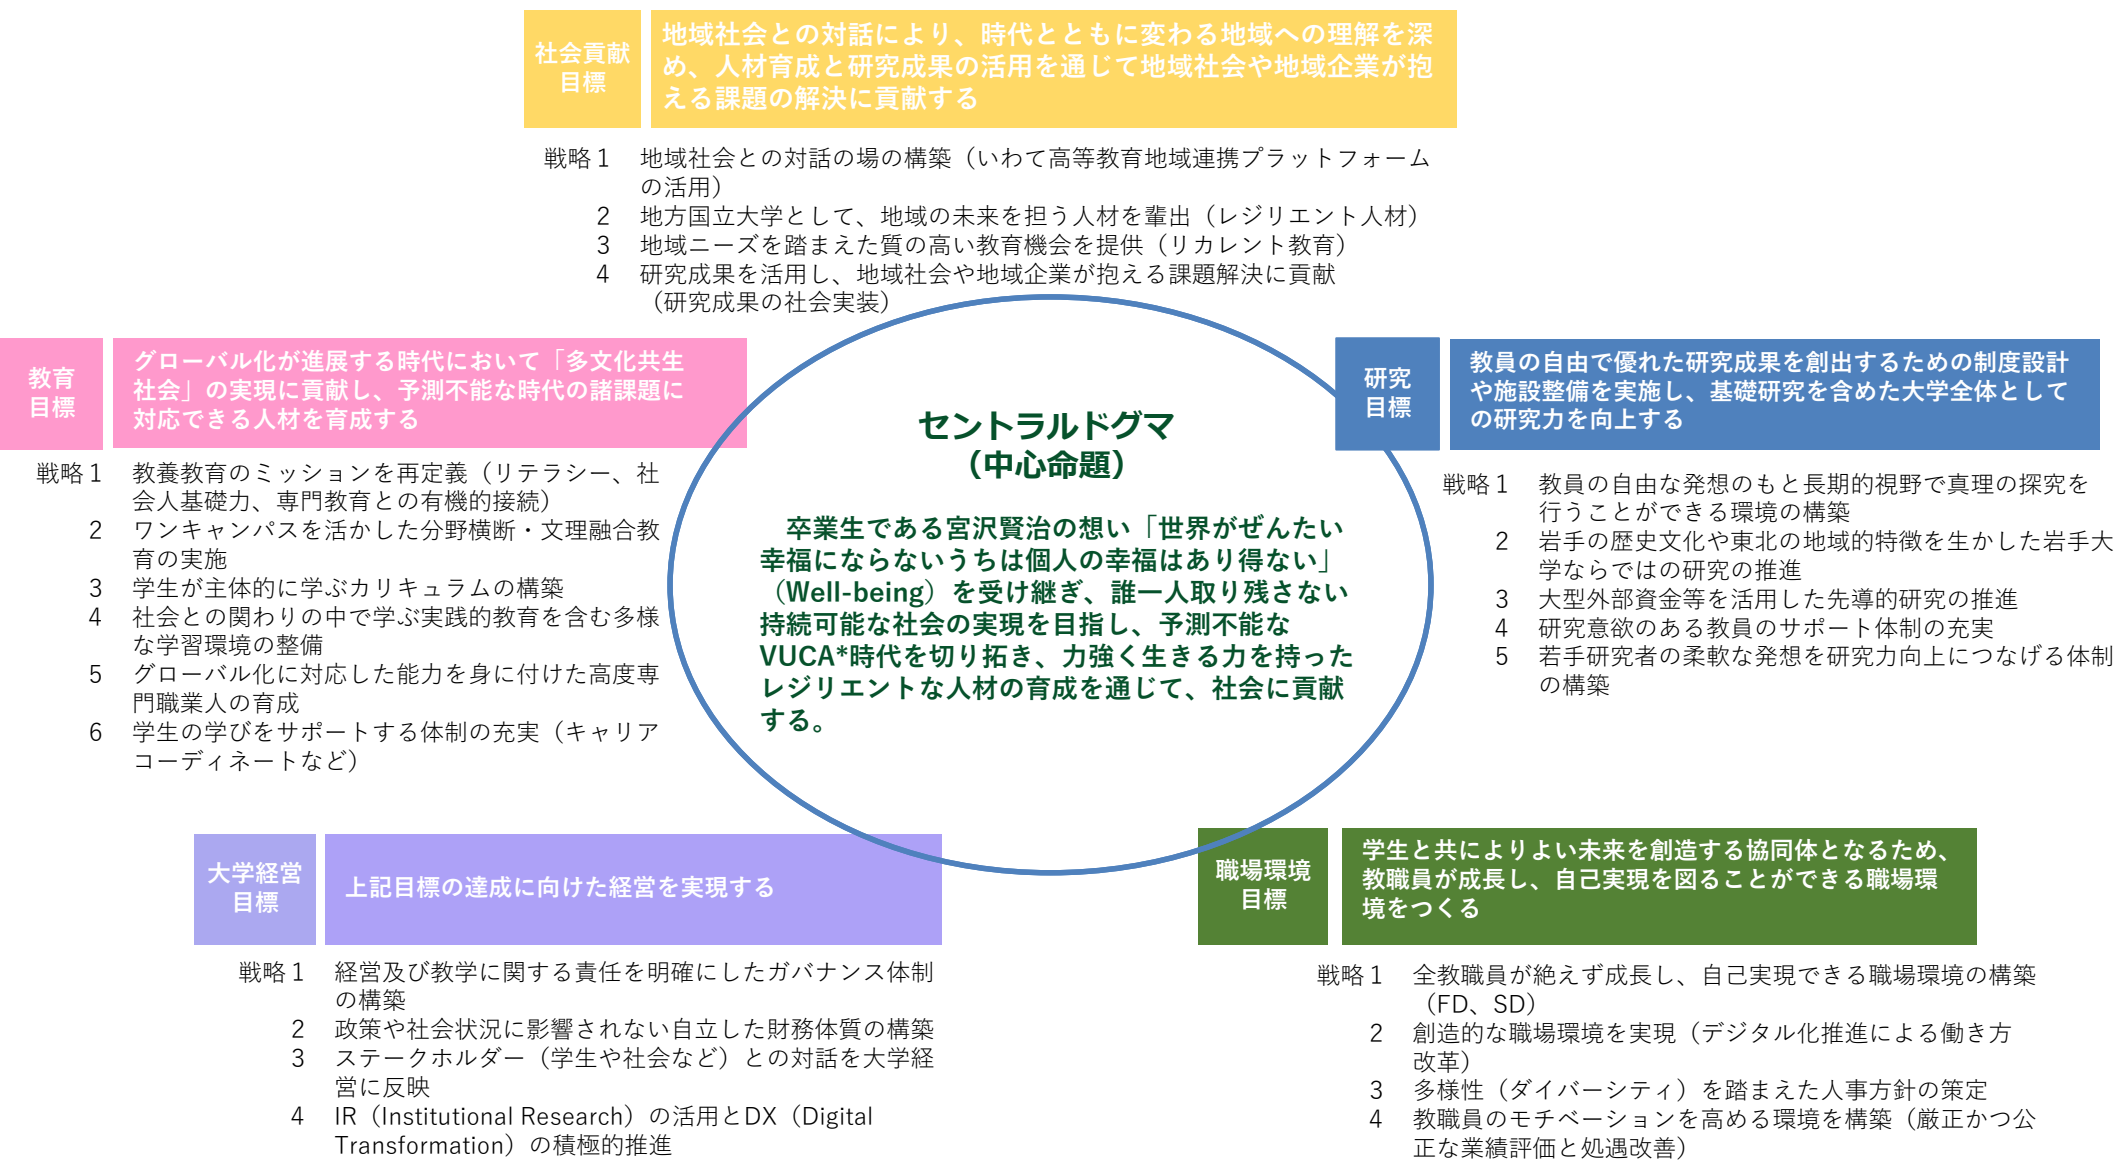 社会貢献
目標
地域社会との対話により、時代とともに変わる地域への理解を深
め、人材育成と研究成果の活用を通じて地域社会や地域企業が抱
える課題の解決に貢献する
戦略１　地域社会との対話の場の構築（いわて高等教育地域連携プラットフォーム
の活用）
2　地方国立大学として、地域の未来を担う人材を輩出（レジリエント人材）
3　地域ニーズを踏まえた質の高い教育機会を提供（リカレント教育）
4　研究成果を活用し、地域社会や地域企業が抱える課題解決に貢献
（研究成果の社会実装）
教育
目標
グローバル化が進展する時代において「多文化共生
社会」の実現に貢献し、予測不能な時代の諸課題に
対応できる人材を育成する
戦略１　教養教育のミッションを再定義（リテラシー、社
会人基礎力、専門教育との有機的接続）
2　ワンキャンパスを活かした分野横断・文理融合教
育の実施
3　学生が主体的に学ぶカリキュラムの構築
4　社会との関わりの中で学ぶ実践的教育を含む多様
な学習環境の整備
5　グローバル化に対応した能力を身に付けた高度専
門職業人の育成
6　学生の学びをサポートする体制の充実（キャリア
コーディネートなど）
セントラルドグマ
（中心命題）
卒業生である宮沢賢治の想い「世界がぜんたい
幸福にならないうちは個人の幸福はあり得ない」
（Well-being）を受け継ぎ、誰一人取り残さない
持続可能な社会の実現を目指し、予測不能な
VUCA*時代を切り拓き、力強く生きる力を持った
レジリエントな人材の育成を通じて、社会に貢献
する。
研究
目標
教員の自由で優れた研究成果を創出するための制度設計
や施設整備を実施し、基礎研究を含めた大学全体として
の研究力を向上する
戦略１　教員の自由な発想のもと長期的視野で真理の探究を
行うことができる環境の構築
2　岩手の歴史文化や東北の地域的特徴を生かした岩手大
学ならではの研究の推進
3　大型外部資金等を活用した先導的研究の推進
4　研究意欲のある教員のサポート体制の充実
5　若手研究者の柔軟な発想を研究力向上につなげる体制
の構築
大学経営
目標
上記目標の達成に向けた経営を実現する
戦略１　経営及び教学に関する責任を明確にしたガバナンス体制
の構築
2　政策や社会状況に影響されない自立した財務体質の構築
3　ステークホルダー（学生や社会など）との対話を大学経
営に反映
4　IR（Institutional Research）の活用とDX（Digital
Transformation）の積極的推進
職場環境
目標
学生と共によりよい未来を創造する協同体となるため、
教職員が成長し、自己実現を図ることができる職場環
境をつくる
戦略１　全教職員が絶えず成長し、自己実現できる職場環境の構築
（FD、SD）
2　創造的な職場環境を実現（デジタル化推進による働き方
改革）
3　多様性（ダイバーシティ）を踏まえた人事方針の策定
4　教職員のモチベーションを高める環境を構築（厳正かつ公
正な業績評価と処遇改善）